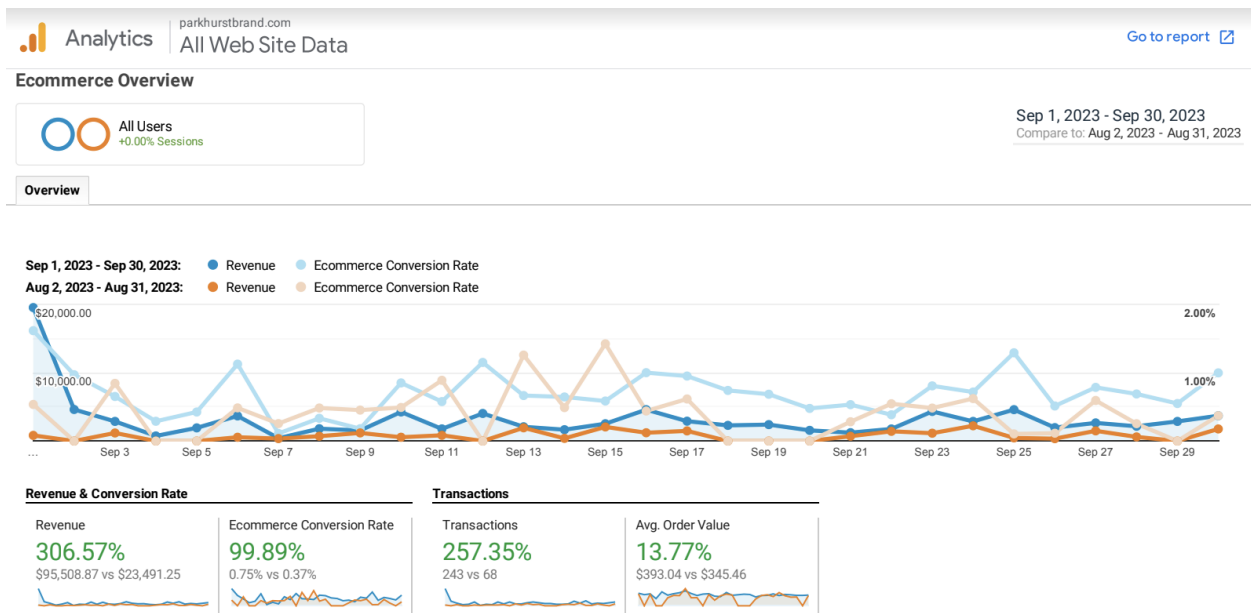 Analytics
parkhurstbrand.com
All Web Site Data
Go to report
Ecommerce Overview
All Users
+0.00% Sessions
Sep 1, 2023 - Sep 30, 2023
Compare to: Aug 2, 2023 - Aug 31, 2023
Overview
Sep 1, 2023 - Sep 30, 2023: Revenue Ecommerce Conversion Rate
Aug 2, 2023 - Aug 31, 2023: Revenue Ecommerce Conversion Rate
$20,000.00 2.00%
$10,000.00 1.00%
… Sep 3 Sep 5 Sep 7 Sep 9 Sep 11 Sep 13 Sep 15 Sep 17 Sep 19 Sep 21 Sep 23 Sep 25 Sep 27 Sep 29
Revenue & Conversion Rate
Revenue
306.57%
$95,508.87 vs $23,491.25
Ecommerce Conversion Rate
99.89%
0.75% vs 0.37%
Transactions
Transactions
257.35%
243 vs 68
Avg. Order Value
13.77%
$393.04 vs $345.46